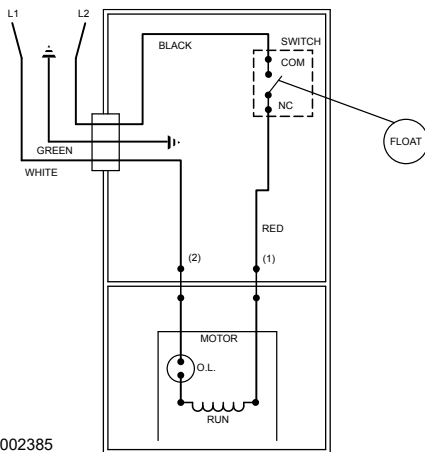 L1
L2
BLACK
SWITCH
COM
NC
FLOAT
GREEN
WHITE
RED
(2)
(1)
MOTOR
O.L.
RUN
002385